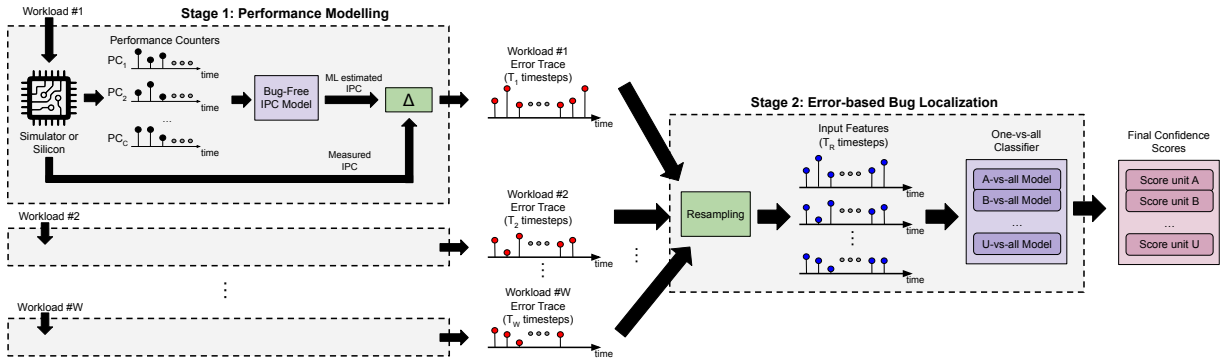 Workload #1
Stage 1: Performance Modelling
Performance Counters
PC1
time
PC2
time
...
PCC
time
Simulator or
Silicon
Bug-Free
IPC Model
ML estimated
IPC
Δ
Measured
IPC
Workload #1
Error Trace
(T1 timesteps)
time
Workload #2
Workload #2
Error Trace
(T2 timesteps)
time
Workload #W
Workload #W
Error Trace
(TW timesteps)
time
Stage 2: Error-based Bug Localization
Resampling
Input Features
(TR timesteps)
time
time
time
One-vs-all
Classifier
A-vs-all Model
B-vs-all Model
...
U-vs-all Model
Final Confidence
Scores
Score unit A
Score unit B
...
Score unit U